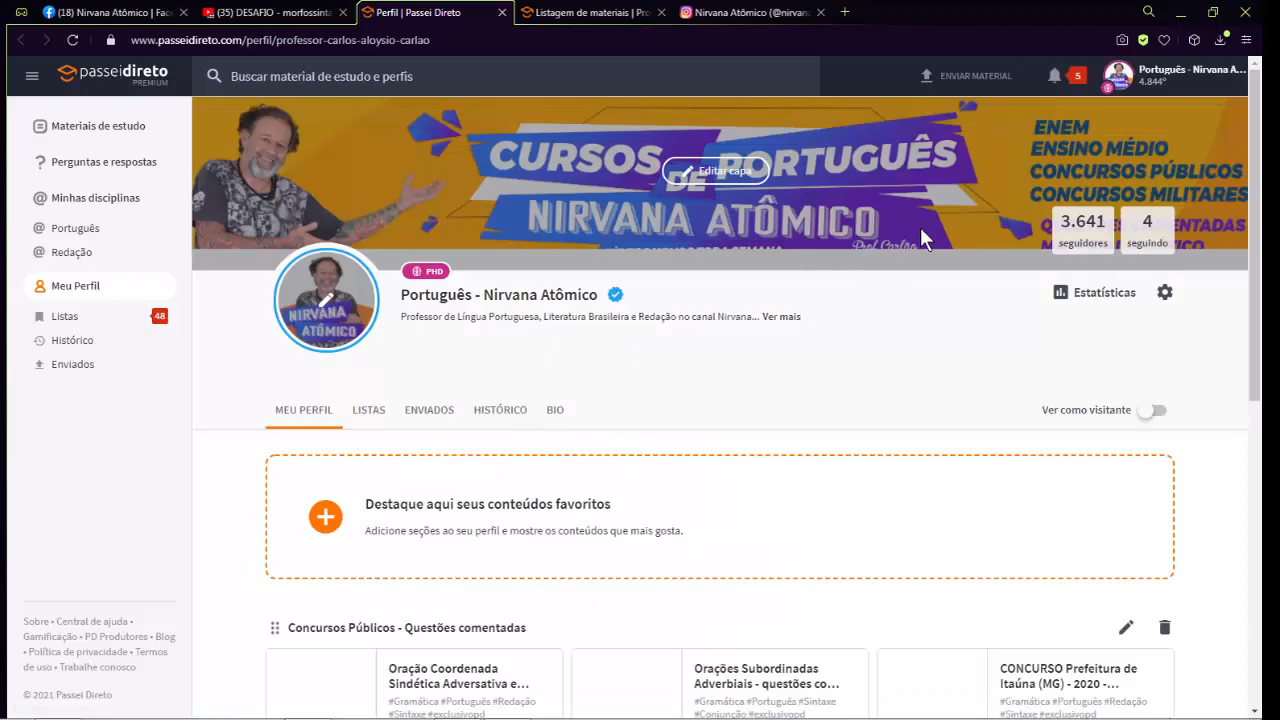 (18) Nirvana Atômico | Face
(35) DESAFIO - morfossinta
Perfil | Passei Direto
Listagem de materiais | Pro
Nirvana Atômico (@nirvan
www.passeidireto.com/perfil/professor-carlos-aloysio-carlao
passeidireto
PREMIUM
Buscar material de estudo e perfis
ENVIAR MATERIAL
5
Português - Nirvana A...
4.844°
Materiais de estudo
Perguntas e respostas
Minhas disciplinas
Português
Redação
Meu Perfil
Listas
48
Histórico
Enviados
CURSOS
DE PORTUGUÊS
NIRVANA ATÔMICO
Prof. Carlão
Editar capa
ENEM
ENSINO MÉDIO
CONCURSOS PÚBLICOS
CONCURSOS MILITARES
3.641
seguidores
4
seguindo
NIRVANA
ATÔMICO
PHD
Português - Nirvana Atômico
Professor de Língua Portuguesa, Literatura Brasileira e Redação no canal Nirvana... Ver mais
Estatísticas
MEU PERFIL
LISTAS
ENVIADOS
HISTÓRICO
BIO
Ver como visitante
Destaque aqui seus conteúdos favoritos
Adicione seções ao seu perfil e mostre os conteúdos que mais gosta.
Concursos Públicos - Questões comentadas
Oração Coordenada
Sindética Adversativa e...
#Gramática #Português #Redação
#Sintaxe #exclusivopd
Orações Subordinadas
Adverbiais - questões co...
#Gramática #Português #Sintaxe
#Conjunção #exclusivopd
CONCURSO Prefeitura de
Itaúna (MG) - 2020 -...
#Gramática #Português #Redação
#Sintaxe #exclusivopd
Sobre • Central de ajuda •
Gamificação • PD Produtores • Blog
• Política de privacidade • Termos
de uso • Trabalhe conosco
© 2021 Passei Direto